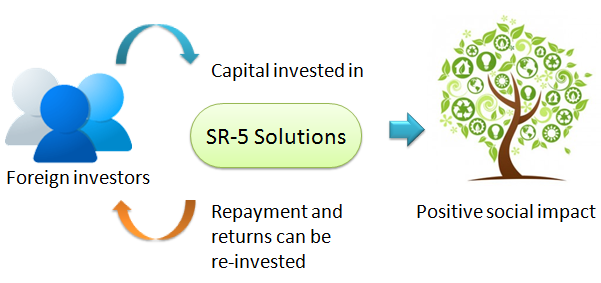 Capital invested in
SR-5 Solutions
Foreign investors
Repayment and
returns can be
re-invested
Positive social impact